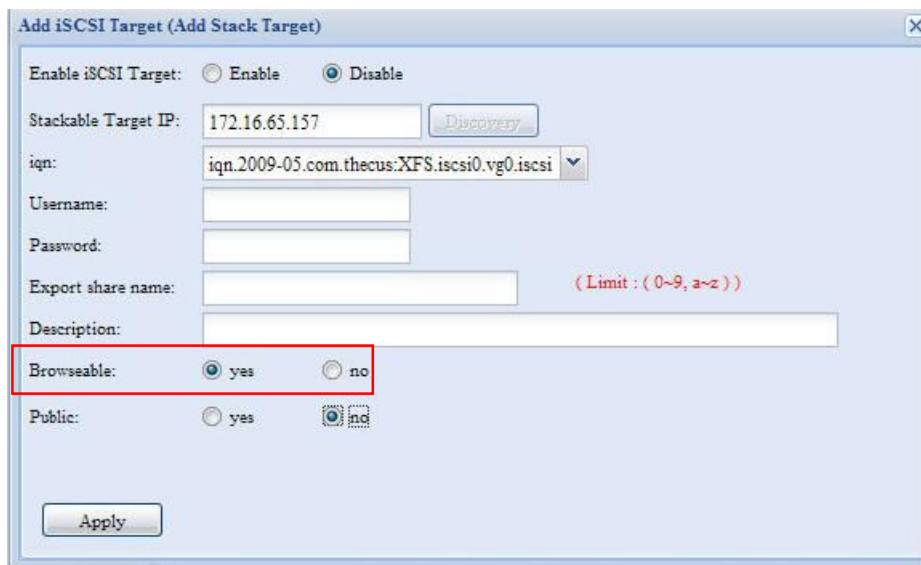 Add iSCSI Target (Add Stack Target)
Enable iSCSI Target: Enable Disable
Stackable Target IP: 172.16.65.157 Discovery
iqn: iqn.2009-05.com.thecus:XFS.iscsi0.vg0.iscsi
Username:
Password:
Export share name: ( Limit : ( 0~9, a~z ) )
Description:
Browseable: yes no
Public: yes no
Apply